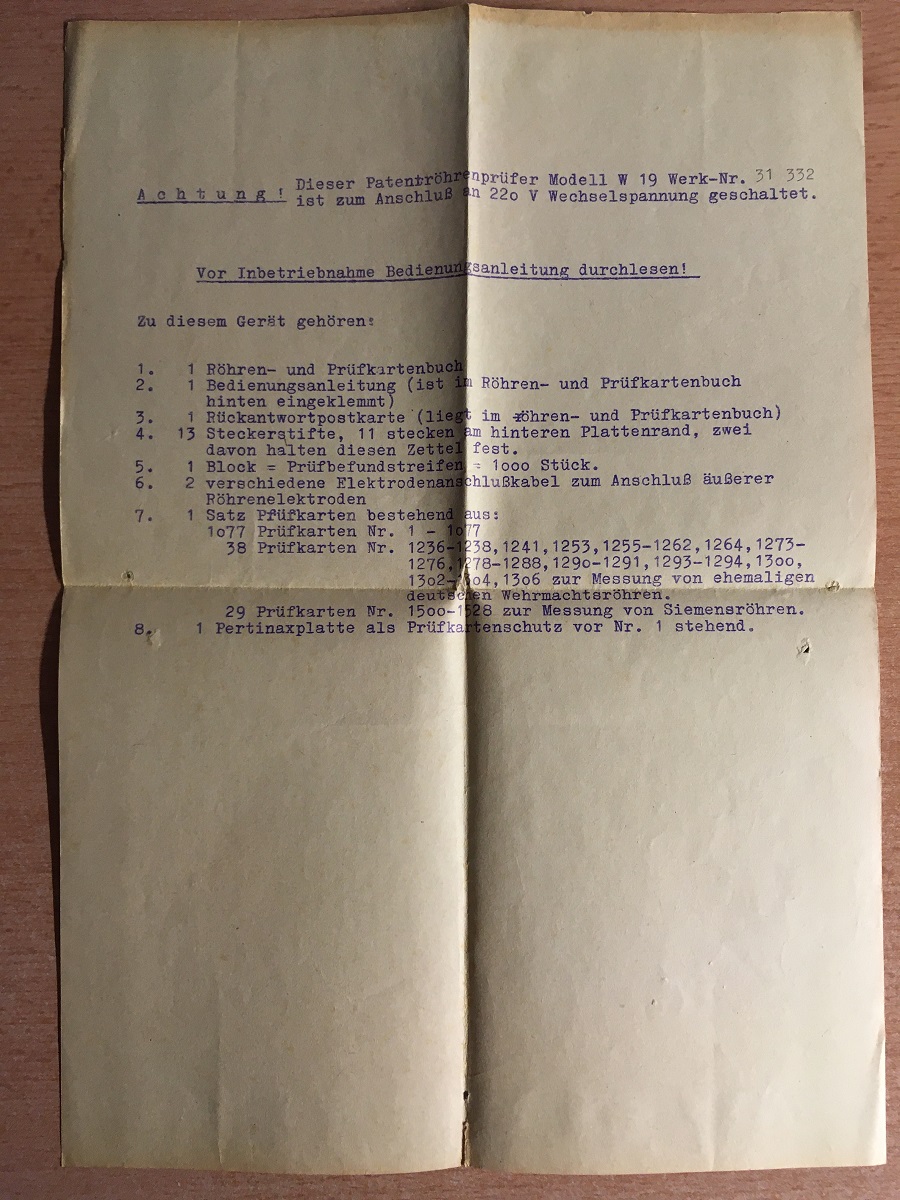 A c h t u n g ! Dieser Patentröhrenprüfer Modell W 19 Werk-Nr. 31 332
ist zum Anschluß an 22o V Wechselspannung geschaltet.
Vor Inbetriebnahme Bedienungsanleitung durchlesen!
Zu diesem Gerät gehören:
1. 1 Röhren- und Prüfkartenbuch
2. 1 Bedienungsanleitung (ist im Röhren- und Prüfkartenbuch
hinten eingeklemmt)
3. 1 Rückantwortpostkarte (liegt im Röhren- und Prüfkartenbuch)
4. 13 Steckerstifte, 11 stecken am hinteren Plattenrand, zwei
davon halten diesen Zettel fest.
5. 1 Block = Prüfbefundstreifen = 1ooo Stück.
6. 2 verschiedene Elektrodenanschlußkabel zum Anschluß äußerer
Röhrenelektroden
7. 1 Satz Prüfkarten bestehend aus:
1o77 Prüfkarten Nr. 1 - 1o77
38 Prüfkarten Nr. 1236-1238,1241,1253,1255-1262,1264,1273-
1276,1278-1288,129o-1291,1293-1294,13oo,
13o2-13o4,13o6 zur Messung von ehemaligen
deutschen Wehrmachtsröhren.
29 Prüfkarten Nr. 15oo-1528 zur Messung von Siemensröhren.
8. 1 Pertinaxplatte als Prüfkartenschutz vor Nr. 1 stehend.